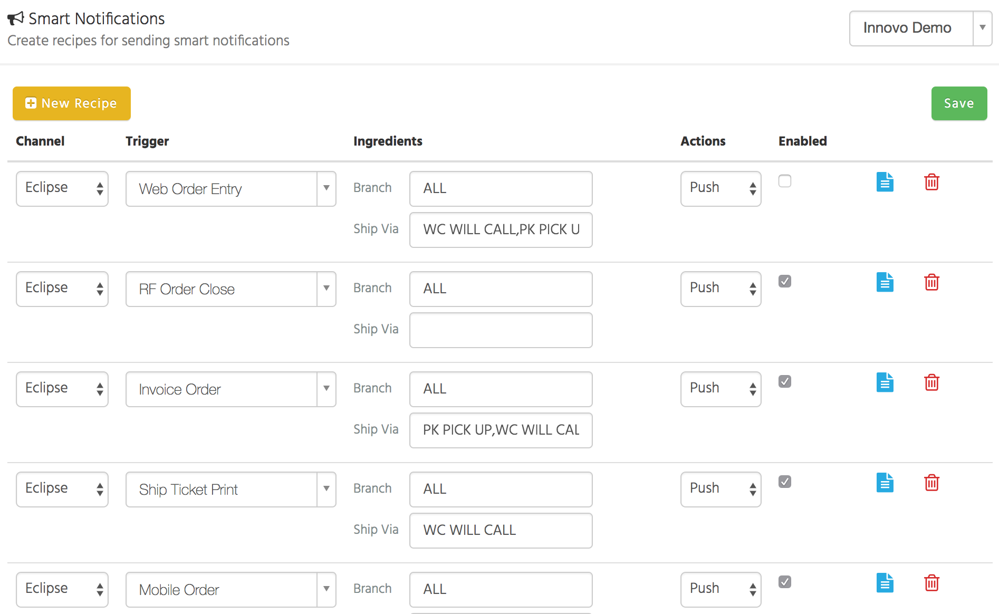 Smart Notifications
Create recipes for sending smart notifications
Innovo Demo
New Recipe
Save
Channel Trigger Ingredients Actions Enabled
Eclipse Web Order Entry Branch ALL Push
Ship Via WC WILL CALL,PK PICK U
Eclipse RF Order Close Branch ALL Push
Ship Via
Eclipse Invoice Order Branch ALL Push
Ship Via PK PICK UP,WC WILL CAL
Eclipse Ship Ticket Print Branch ALL Push
Ship Via WC WILL CALL
Eclipse Mobile Order Branch ALL Push